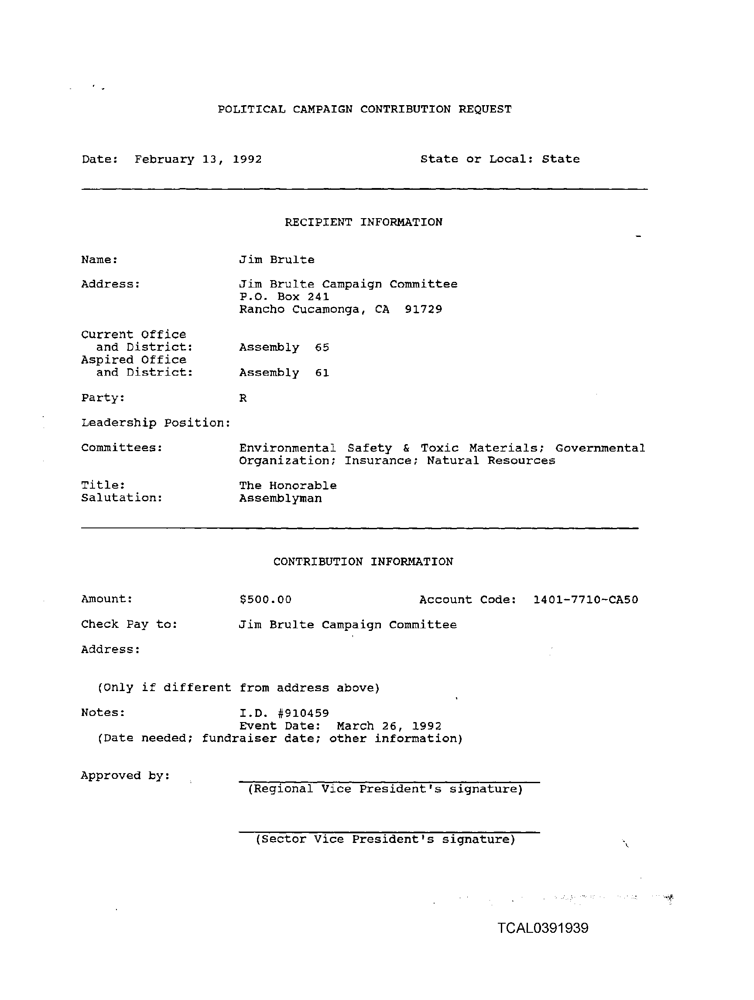 POLITICAL CAMPAIGN CONTRIBUTION REQUEST
Date: February 13, 1992 State or Local: State
RECIPIENT INFORMATION
Name: Jim Brulte
Address: Jim Brulte Campaign Committee
P.O. Box 241
Rancho Cucamonga, CA 91729
Current Office
and District: Assembly 65
Aspired Office
and District: Assembly 61
Party: R
Leadership Position:
Committees: Environmental Safety & Toxic Materials; Governmental
Organization; Insurance; Natural Resources
Title: The Honorable
Salutation: Assemblyman
CONTRIBUTION INFORMATION
Amount: $500.00 Account Code: 1401-7710-CA50
Check Pay to: Jim Brulte Campaign Committee
Address:
(Only if different from address above)
Notes: I.D. #910459
Event Date: March 26, 1992
(Date needed; fundraiser date; other information)
Approved by:
(Regional Vice President's signature)
(Sector Vice President's signature)
TCAL0391939